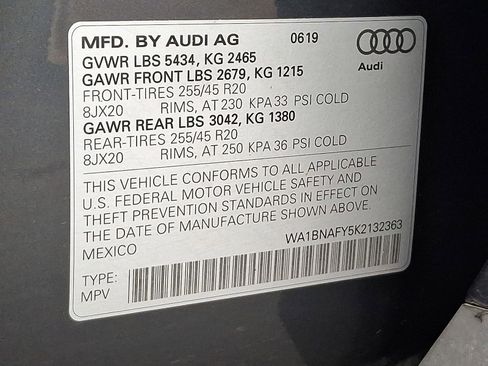 MFD. BY AUDI AG 0619
GVWR LBS 5434, KG 2465
GAWR FRONT LBS 2679, KG 1215
FRONT-TIRES 255/45 R20
8JX20 RIMS, AT 230 KPA 33 PSI COLD
GAWR REAR LBS 3042, KG 1380
REAR-TIRES 255/45 R20
8JX20 RIMS, AT 250 KPA 36 PSI COLD
Audi
THIS VEHICLE CONFORMS TO ALL APPLICABLE
U.S. FEDERAL MOTOR VEHICLE SAFETY AND
THEFT PREVENTION STANDARDS IN EFFECT ON
THE DATE OF MANUFACTURE SHOWN ABOVE.
MEXICO WA1BNAFY5K2132363
TYPE:
MPV